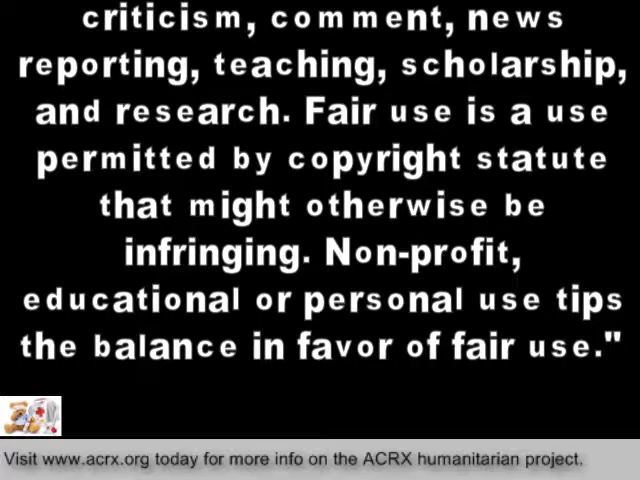 criticism, comment, news
reporting, teaching, scholarship,
and research. Fair use is a use
permitted by copyright statute
that might otherwise be
infringing. Non-profit,
educational or personal use tips
the balance in favor of fair use."
Visit www.acrx.org today for more info on the ACRX humanitarian project.